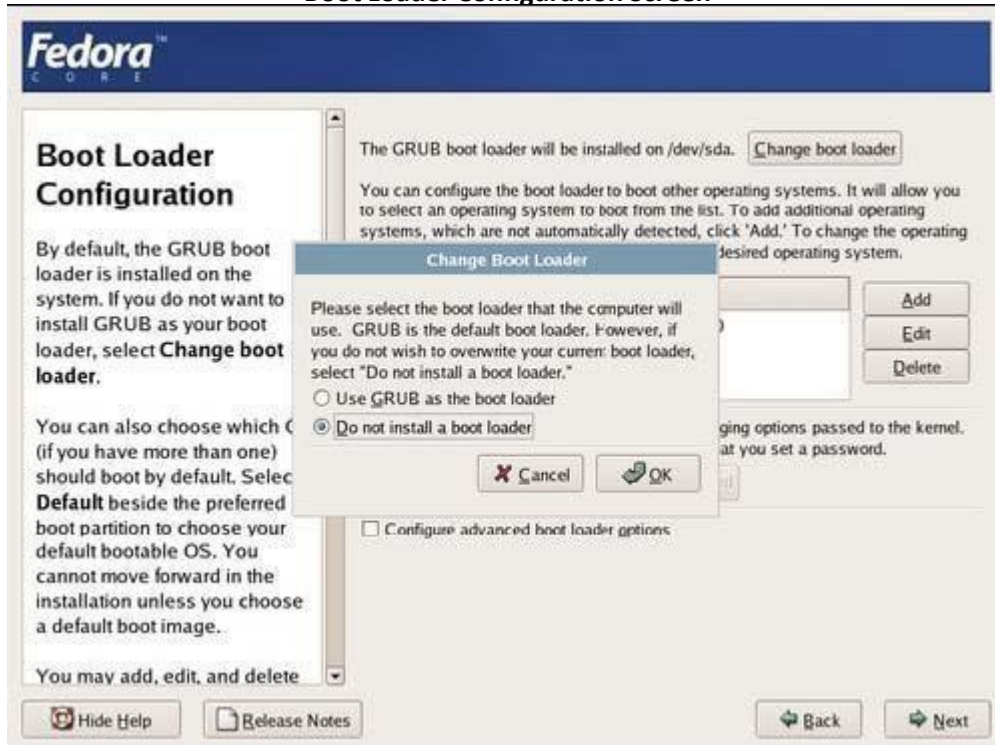 Boot Loader Configuration Screen
Fedora™
CORE
Boot Loader
Configuration
By default, the GRUB boot
loader is installed on the
system. If you do not want to
install GRUB as your boot
loader, select Change boot
loader.
You can also choose which
(if you have more than one)
should boot by default. Selec
Default beside the preferred
boot partition to choose your
default bootable OS. You
cannot move forward in the
installation unless you choose
a default boot image.
You may add, edit, and delete
The GRUB boot loader will be installed on /dev/sda.
Change boot loader
You can configure the boot loader to boot other operating systems. It will allow you
to select an operating system to boot from the list. To add additional operating
systems, which are not automatically detected, click 'Add.' To change the operating
desired operating system.
Add
Edit
Delete
Change Boot Loader
Please select the boot loader that the computer will
use. GRUB is the default boot loader. However, if
you do not wish to overwrite your current boot loader,
select "Do not install a boot loader."
Use GRUB as the boot loader
Do not install a boot loader
Cancel
OK
ging options passed to the kernel.
at you set a password.
Configure advanced boot loader options
Hide Help
Release Notes
Back
Next